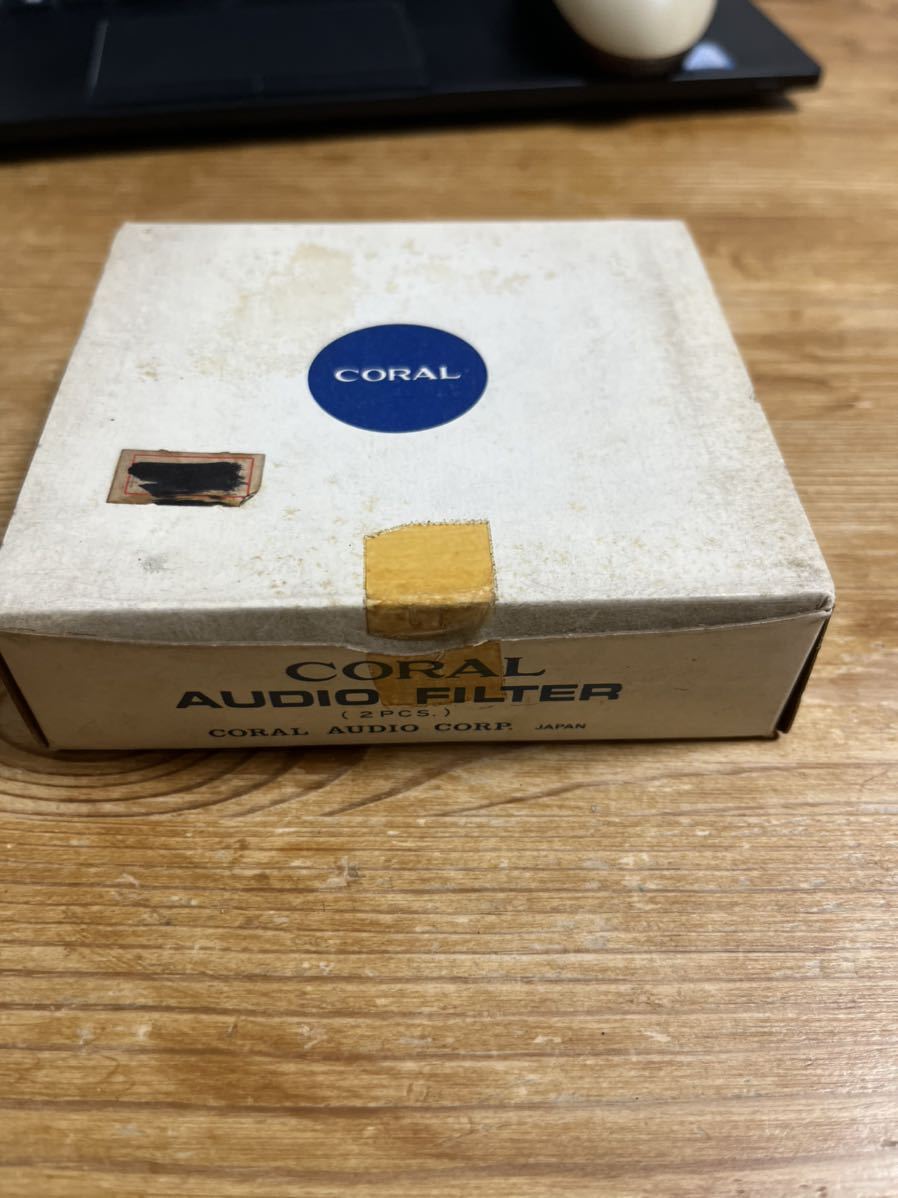 CORAL
CORAL
AUDIO FILTER
(2PCS.)
CORAL AUDIO CORP. JAPAN